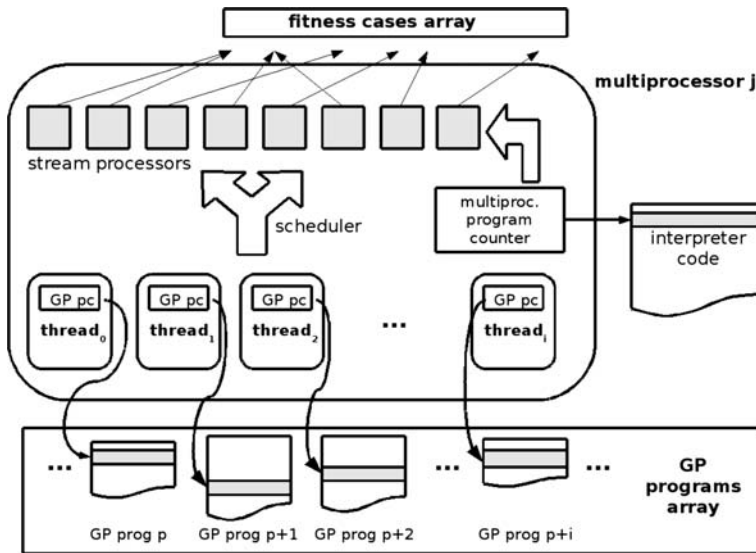 fitness cases array
multiprocessor j
stream processors
scheduler
multiproc.
program
counter
interpreter
code
GP pc
GP pc
GP pc
GP pc
thread0
thread1
thread2
...
threadi
...
...
...
GP
programs
array
GP prog p
GP prog p+1
GP prog p+2
GP prog p+i